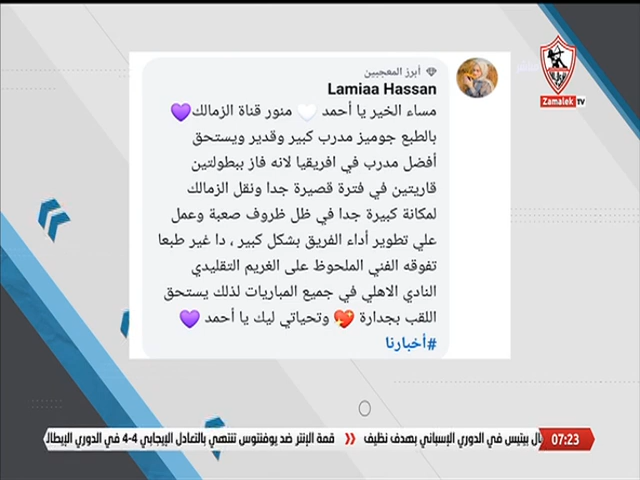 Zamalek TV
أبرز المعجبين
Lamiaa Hassan
مساء الخير يا أحمد 🤍 منور قناة الزمالك💜
بالطبع جوميز مدرب كبير وقدير ويستحق
أفضل مدرب في افريقيا لانه فاز ببطولتين
قاريتين في فترة قصيرة جدا ونقل الزمالك
لمكانة كبيرة جدا في ظل ظروف صعبة وعمل
علي تطوير أداء الفريق بشكل كبير ، دا غير طبعا
تفوقه الفني الملحوظ على الغريم التقليدي
النادي الاهلي في جميع المباريات لذلك يستحق
اللقب بجدارة 💖 وتحياتي ليك يا أحمد 💜
#أخبارنا
07:23
ال بيتيس في الدوري الإسباني بهدف نظيف » قمة الإنتر ضد يوفنتوس تنتهي بالتعادل الإيجابي 4-4 في الدوري الإيطال